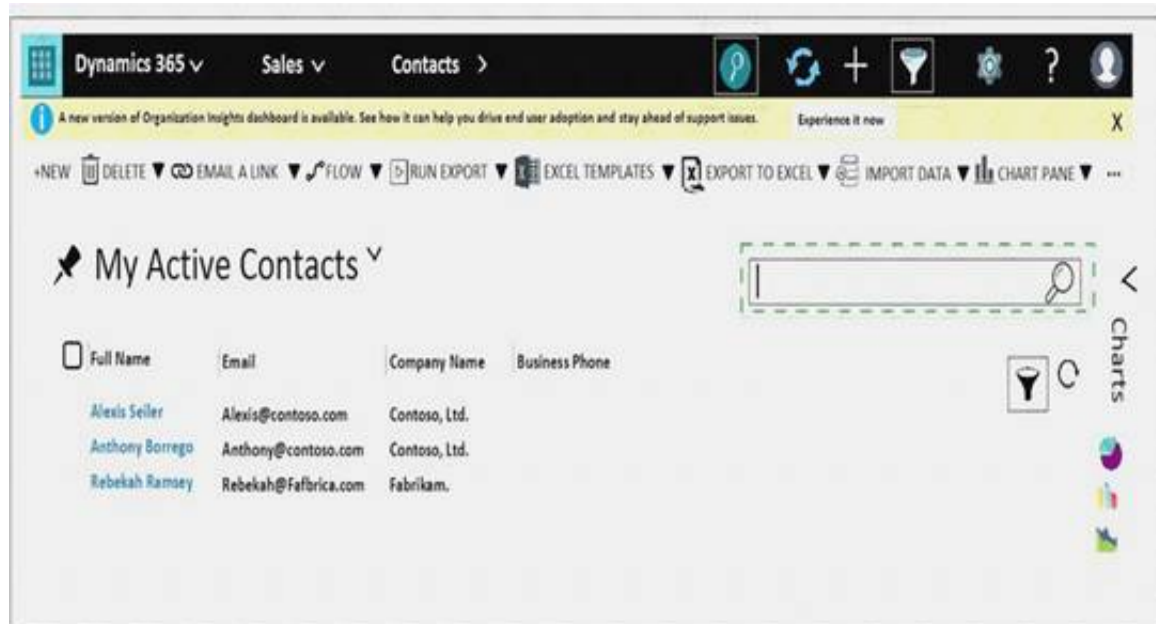 Dynamics 365 Sales Contacts
A new version of Organization Insights dashboard is available. See how it can help you drive end user adoption and stay ahead of support issues. Experience it now X
+NEW DELETE EMAIL A LINK FLOW RUN EXPORT EXCEL TEMPLATES EXPORT TO EXCEL IMPORT DATA CHART PANE ...
My Active Contacts
Charts
Full Name Email Company Name Business Phone
Alexis Seiler Alexis@contoso.com Contoso, Ltd.
Anthony Borrego Anthony@contoso.com Contoso, Ltd.
Rebekah Ramsey Rebekah@Fafbrica.com Fabrikam.